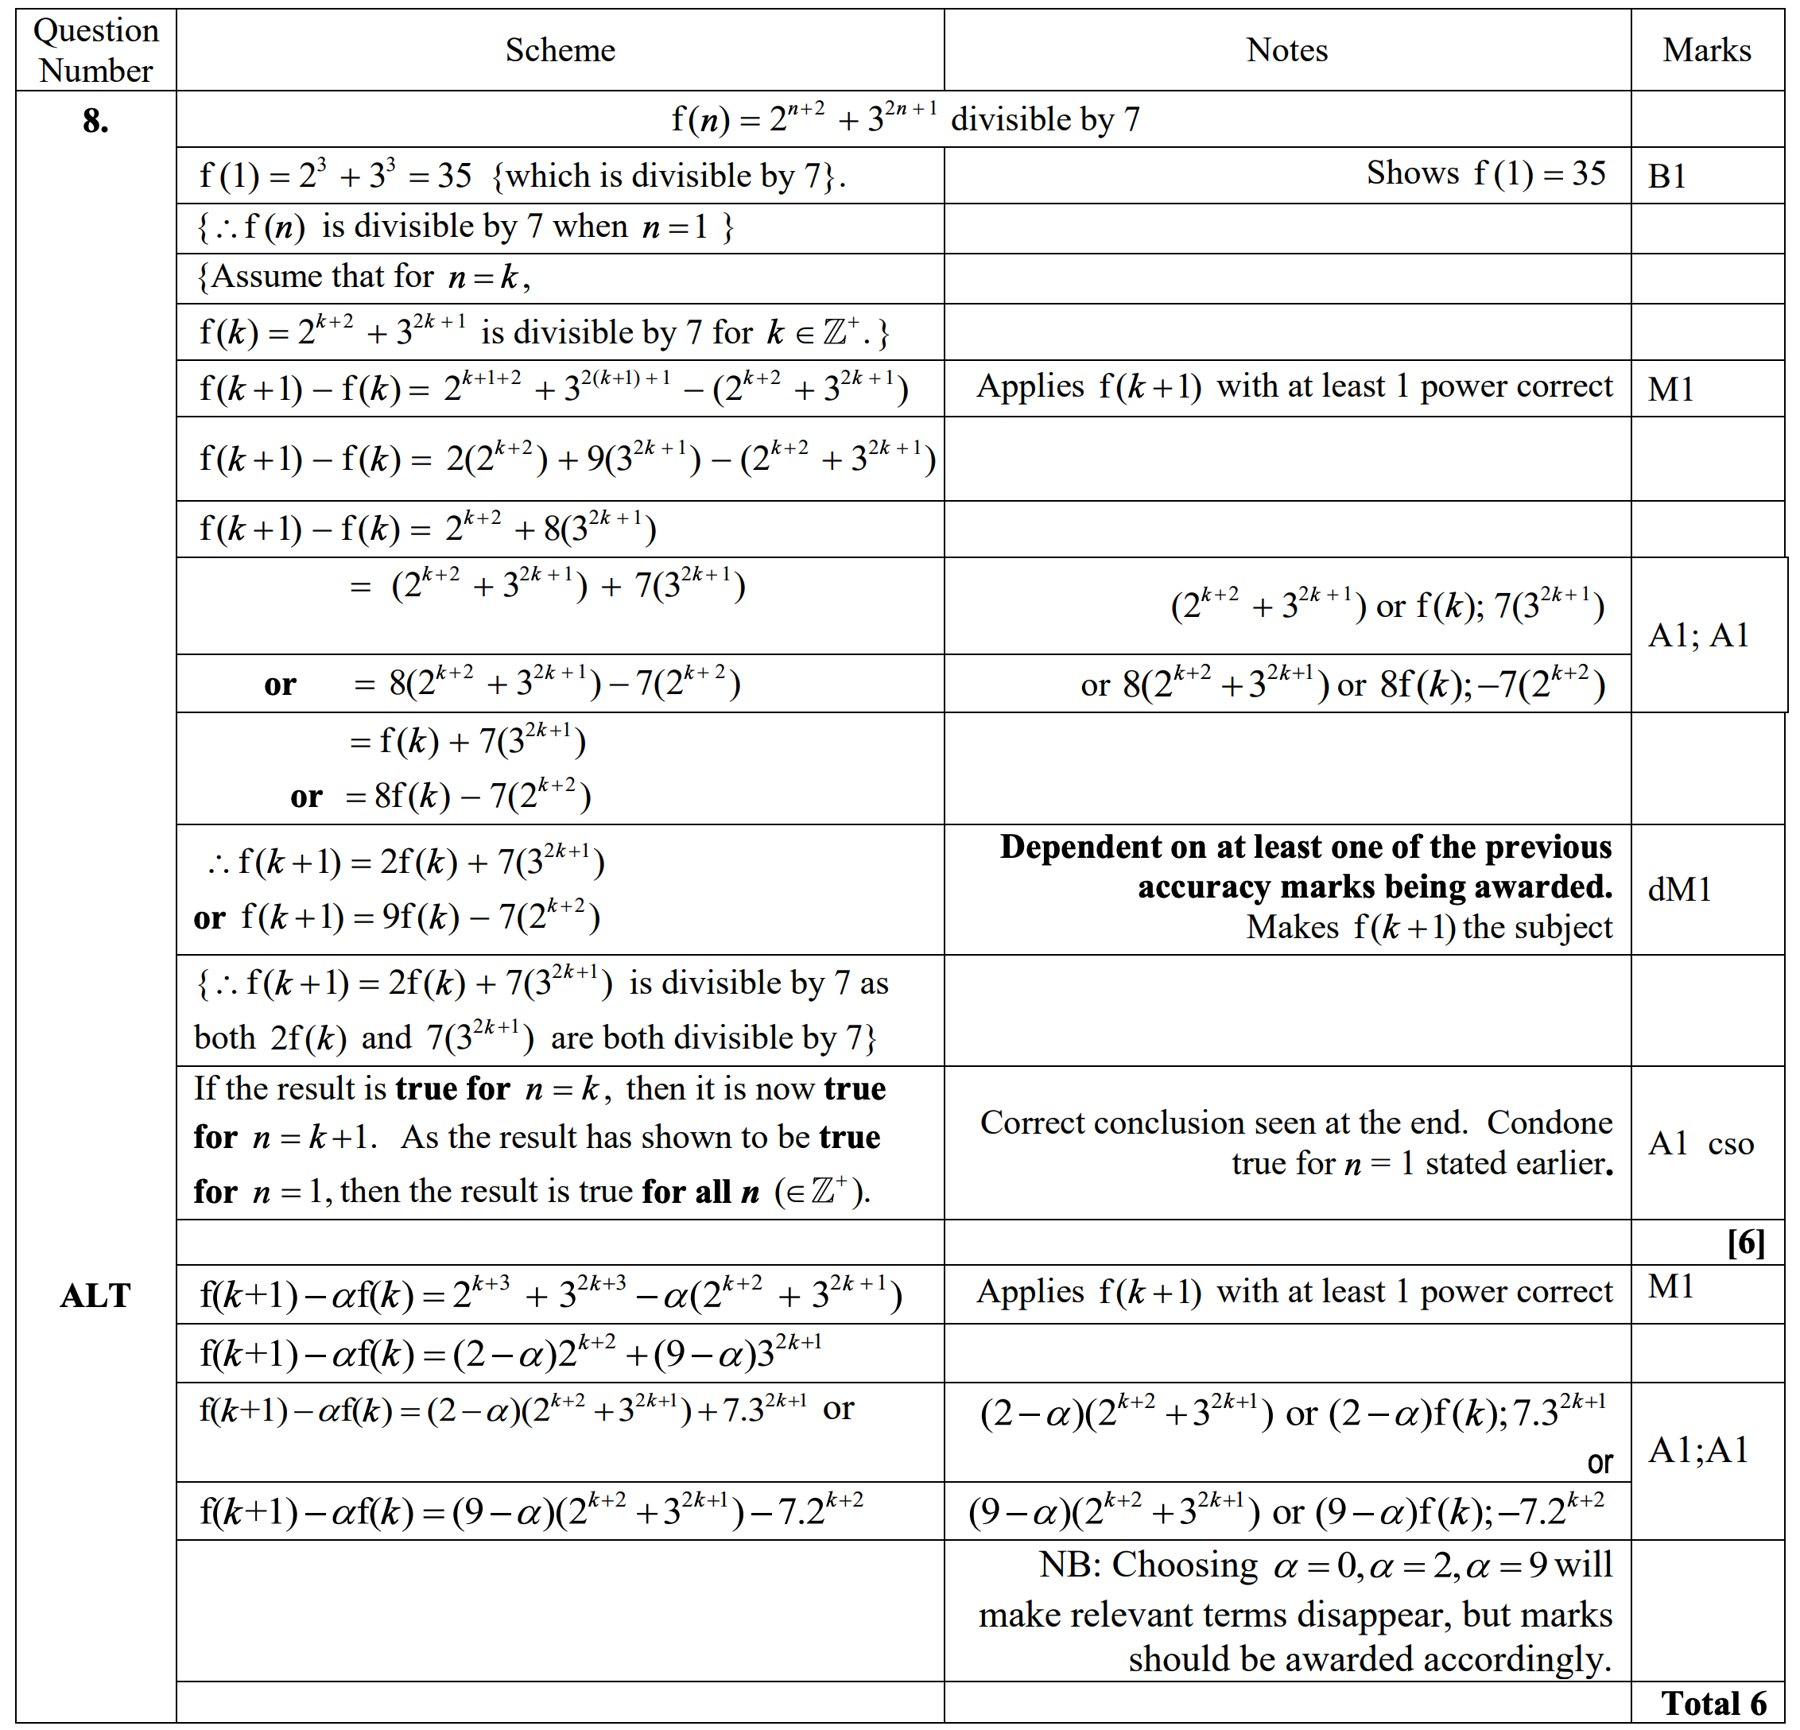 Question Number	Scheme	Notes	Marks
8.	f(n) = 2^{n+2} + 3^{2n+1} divisible by 7
f(1) = 2^3 + 3^3 = 35 {which is divisible by 7}.	Shows f(1) = 35	B1
{∴ f(n) is divisible by 7 when n = 1 }
{Assume that for n = k,
f(k) = 2^{k+2} + 3^{2k+1} is divisible by 7 for k ∈ ℤ⁺. }
f(k+1) − f(k) = 2^{k+1+2} + 3^{2(k+1)+1} − (2^{k+2} + 3^{2k+1})	Applies f(k+1) with at least 1 power correct	M1
f(k+1) − f(k) = 2(2^{k+2}) + 9(3^{2k+1}) − (2^{k+2} + 3^{2k+1})
f(k+1) − f(k) = 2^{k+2} + 8(3^{2k+1})
= (2^{k+2} + 3^{2k+1}) + 7(3^{2k+1})	(2^{k+2} + 3^{2k+1}) or f(k); 7(3^{2k+1})	A1; A1
or = 8(2^{k+2} + 3^{2k+1}) − 7(2^{k+2})	or 8(2^{k+2} + 3^{2k+1}) or 8f(k); −7(2^{k+2})
= f(k) + 7(3^{2k+1})
or = 8f(k) − 7(2^{k+2})
∴ f(k+1) = 2f(k) + 7(3^{2k+1})	Dependent on at least one of the previous
accuracy marks being awarded.	dM1
or f(k+1) = 9f(k) − 7(2^{k+2})	Makes f(k+1) the subject
{∴ f(k+1) = 2f(k) + 7(3^{2k+1}) is divisible by 7 as
both 2f(k) and 7(3^{2k+1}) are both divisible by 7}
If the result is true for n = k, then it is now true
for n = k+1. As the result has shown to be true
for n = 1, then the result is true for all n (∈ ℤ⁺).
Correct conclusion seen at the end. Condone
true for n = 1 stated earlier.	A1 cso
[6]
ALT	f(k+1) − αf(k) = 2^{k+3} + 3^{2k+3} − α(2^{k+2} + 3^{2k+1})	Applies f(k+1) with at least 1 power correct	M1
f(k+1) − αf(k) = (2 − α)2^{k+2} + (9 − α)3^{2k+1}
f(k+1) − αf(k) = (2 − α)(2^{k+2} + 3^{2k+1}) + 7.3^{2k+1} or	(2 − α)(2^{k+2} + 3^{2k+1}) or (2 − α)f(k); 7.3^{2k+1}
or	A1;A1
f(k+1) − αf(k) = (9 − α)(2^{k+2} + 3^{2k+1}) − 7.2^{k+2}	(9 − α)(2^{k+2} + 3^{2k+1}) or (9 − α)f(k); −7.2^{k+2}
NB: Choosing α = 0, α = 2, α = 9 will
make relevant terms disappear, but marks
should be awarded accordingly.
Total 6